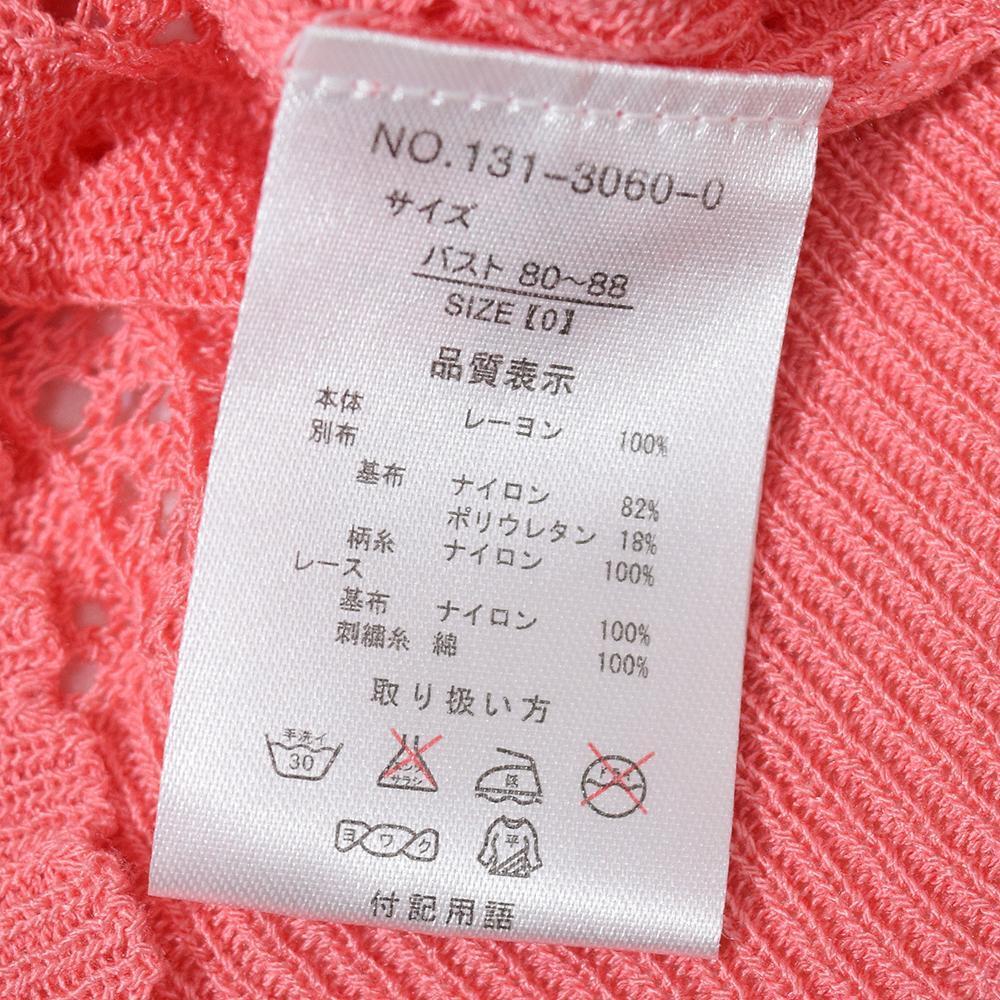 NO.131-3060-0
サイズ
バスト 80~88
SIZE【0】
品質表示
本体 レーヨン 100%
別布
基布 ナイロン 82%
ポリウレタン 18%
柄糸 ナイロン 100%
レース
基布 ナイロン 100%
刺繍糸 綿 100%
取り扱い方
手洗イ 30
サラシ
低
ドライ
ヨワク
平
付記用語